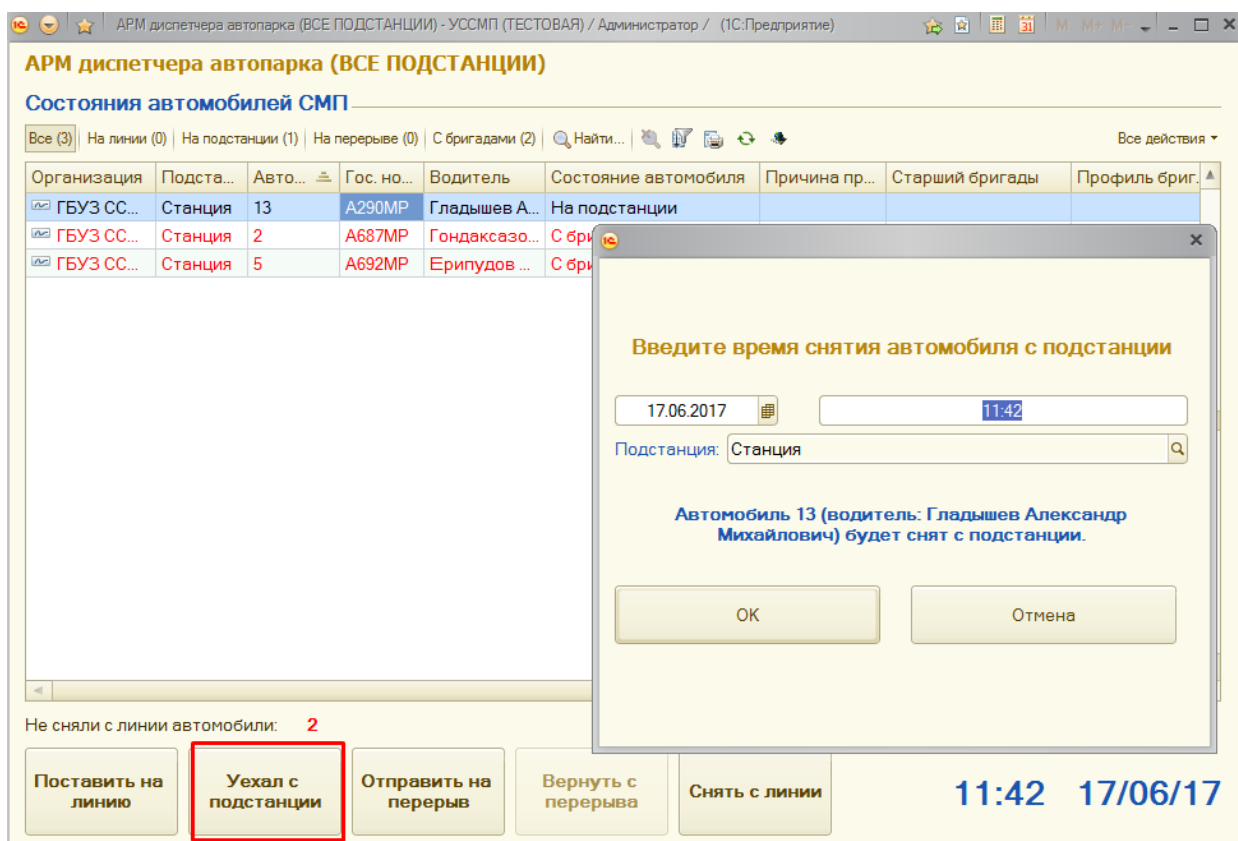 АРМ диспетчера автопарка (ВСЕ ПОДСТАНЦИИ) - УССМП (ТЕСТОВАЯ) / Администратор / (1С:Предприятие) 31 M M+ M-
АРМ диспетчера автопарка (ВСЕ ПОДСТАНЦИИ)
Состояния автомобилей СМП
Все (3) На линии (0) На подстанции (1) На перерыве (0) С бригадами (2) Найти... Все действия
Организация Подста... Авто... Гос. но... Водитель Состояние автомобиля Причина пр... Старший бригады Профиль бриг.
ГБУЗ СС... Станция 13 А290МР Гладышев А... На подстанции
ГБУЗ СС... Станция 2 А687МР Гондаксазо... С бри
ГБУЗ СС... Станция 5 А692МР Ерипудов ... С бри
Введите время снятия автомобиля с подстанции
17.06.2017 11:42
Подстанция: Станция
Автомобиль 13 (водитель: Гладышев Александр
Михайлович) будет снят с подстанции.
ОК Отмена
Не сняли с линии автомобили: 2
Поставить на
линию
Уехал с
подстанции
Отправить на
перерыв
Вернуть с
перерыва
Снять с линии
11:42 17/06/17